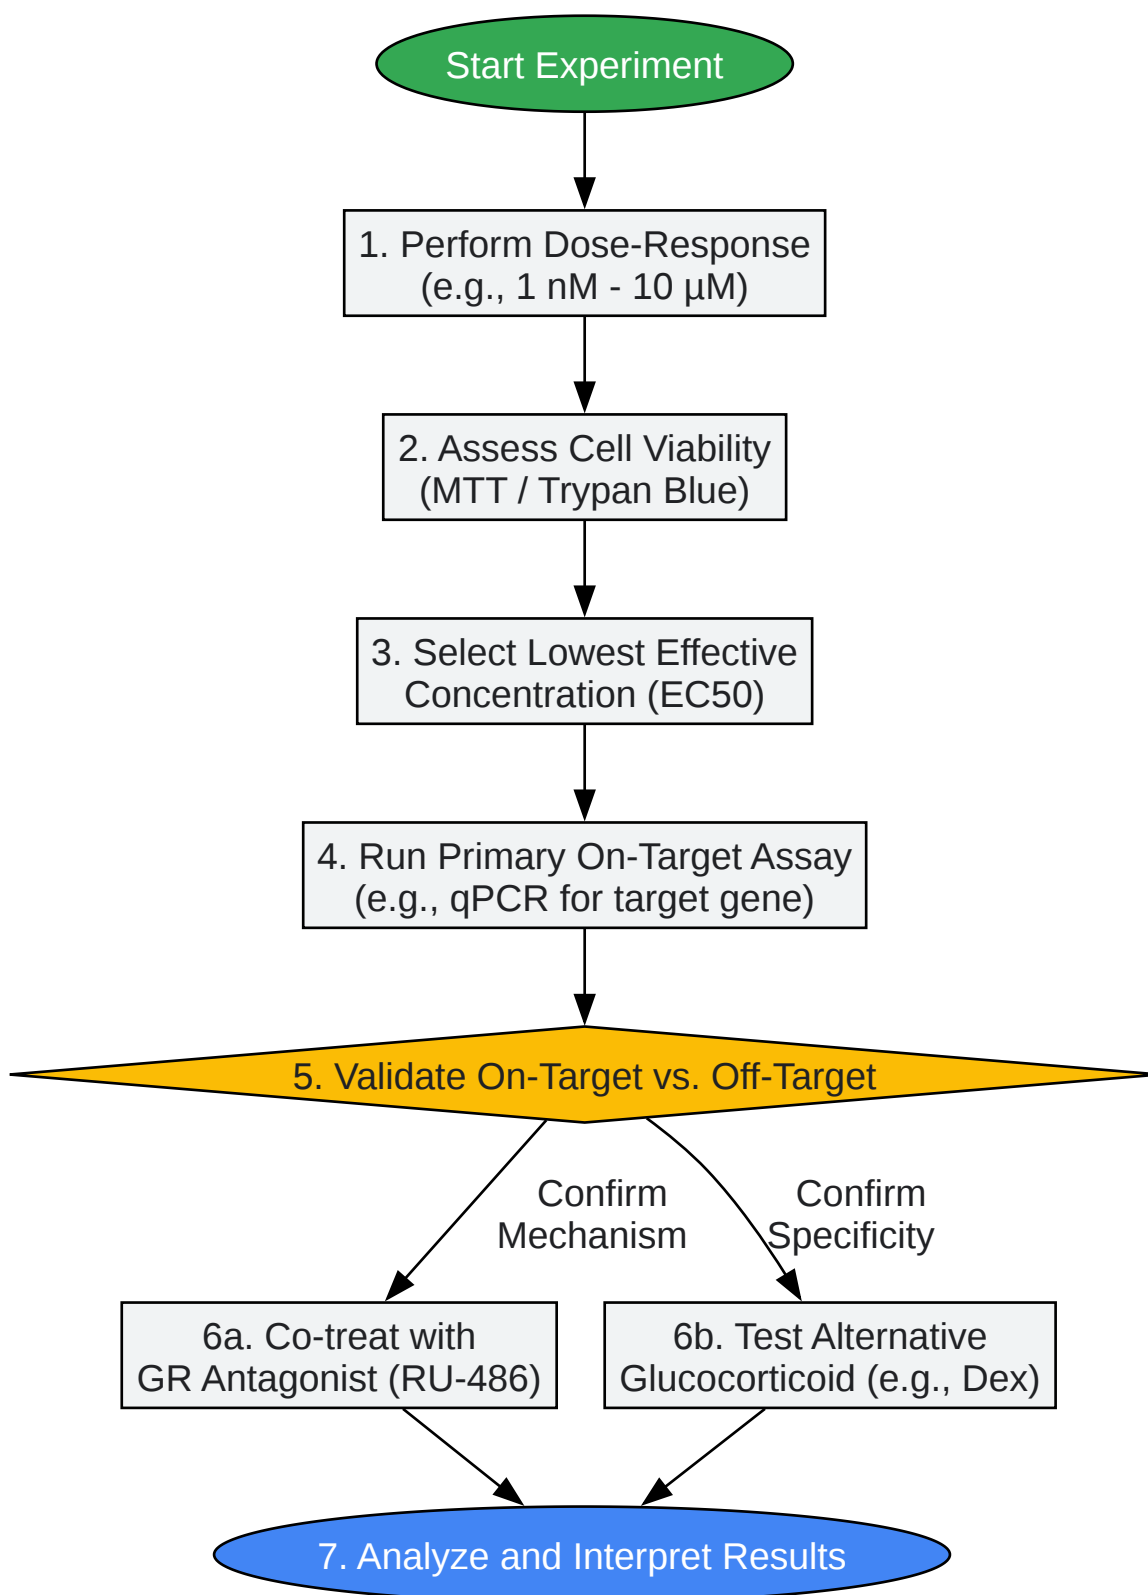 Start Experiment
1. Perform Dose-Response
(e.g., 1 nM - 10 µM)
2. Assess Cell Viability
(MTT / Trypan Blue)
3. Select Lowest Effective
Concentration (EC50)
4. Run Primary On-Target Assay
(e.g., qPCR for target gene)
5. Validate On-Target vs. Off-Target
Confirm
Mechanism
Confirm
Specificity
6a. Co-treat with
GR Antagonist (RU-486)
6b. Test Alternative
Glucocorticoid (e.g., Dex)
7. Analyze and Interpret Results